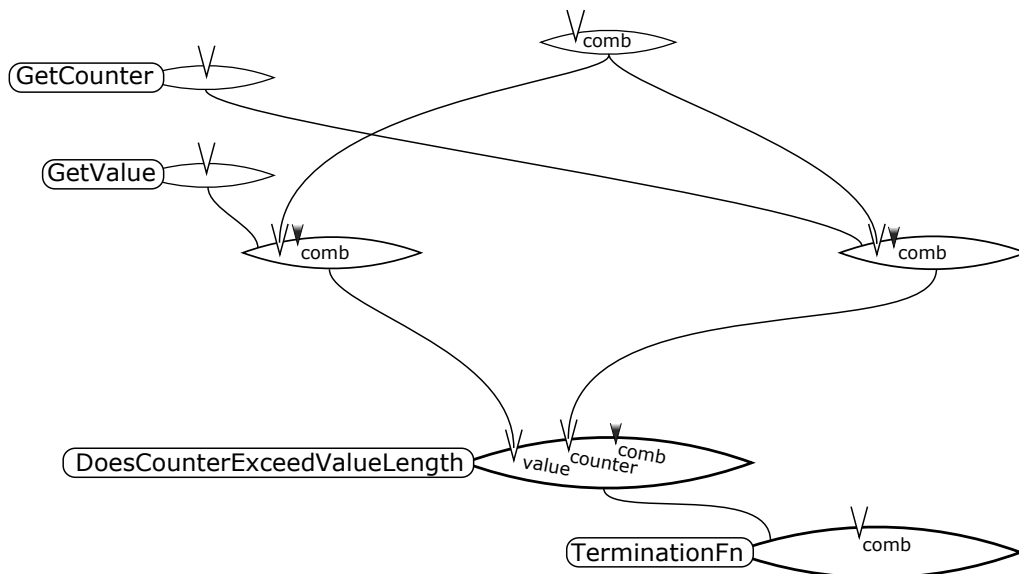 comb
GetCounter
GetValue
comb
comb
DoesCounterExceedValueLength
value
counter
comb
TerminationFn
comb